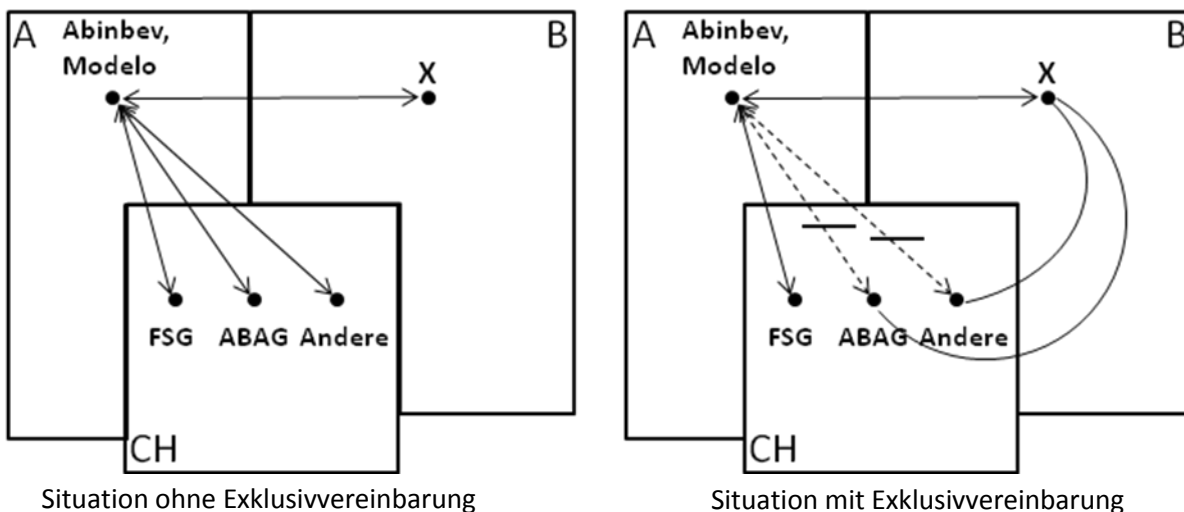 A
Abinbev,
Modelo
B
X
FSG ABAG Andere
CH
Situation ohne Exklusivvereinbarung
A
Abinbev,
Modelo
B
X
FSG ABAG Andere
CH
Situation mit Exklusivvereinbarung